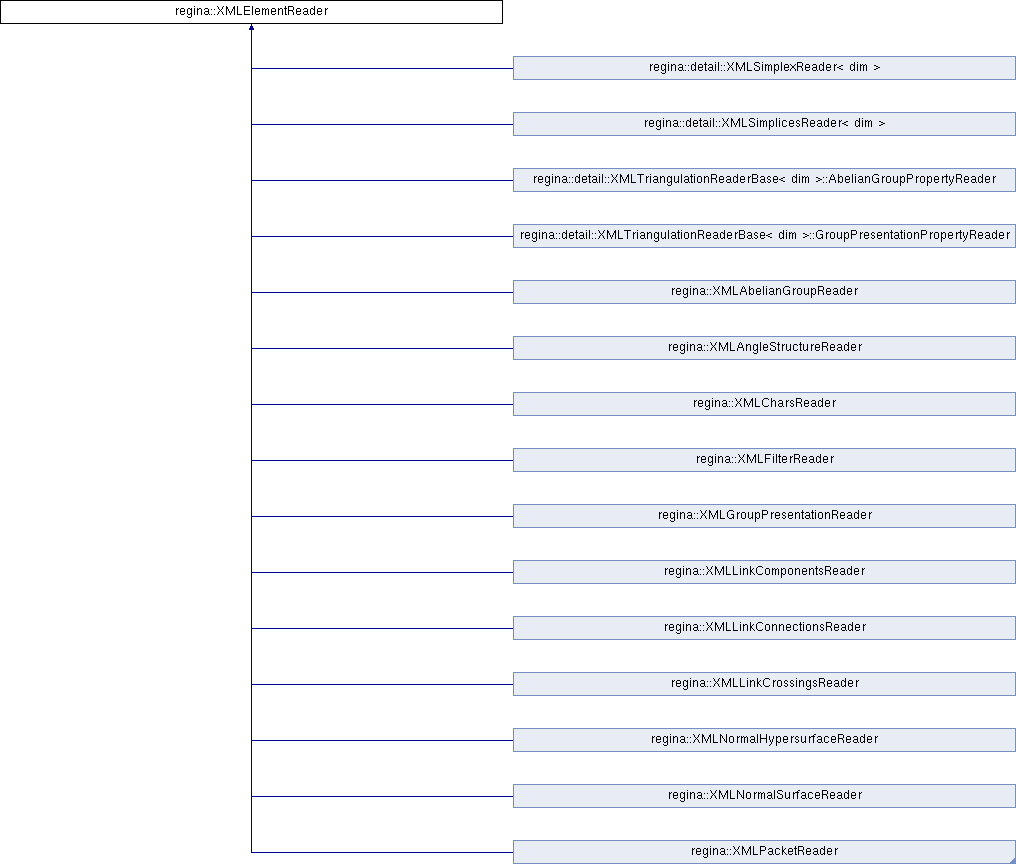 regina::XMLElementReader
regina::detail::XMLSimplexReader< dim >
regina::detail::XMLSimplicesReader< dim >
regina::detail::XMLTriangulationReaderBase< dim >::AbelianGroupPropertyReader
regina::detail::XMLTriangulationReaderBase< dim >::GroupPresentationPropertyReader
regina::XMLAbelianGroupReader
regina::XMLAngleStructureReader
regina::XMLCharsReader
regina::XMLFilterReader
regina::XMLGroupPresentationReader
regina::XMLLinkComponentsReader
regina::XMLLinkConnectionsReader
regina::XMLLinkCrossingsReader
regina::XMLNormalHypersurfaceReader
regina::XMLNormalSurfaceReader
regina::XMLPacketReader